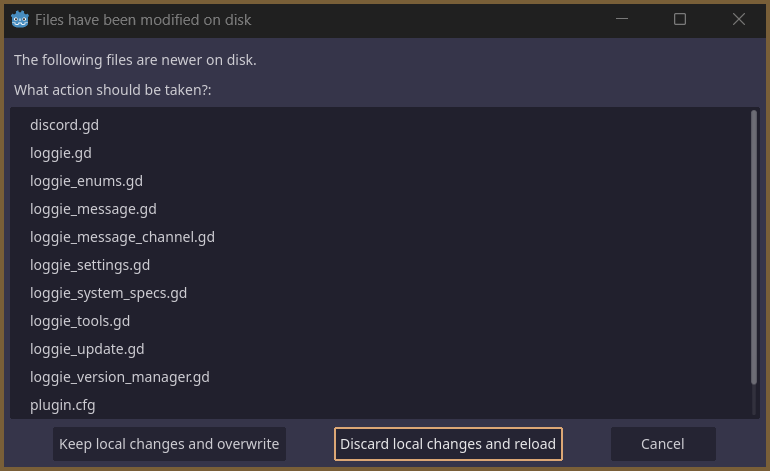 Files have been modified on disk
The following files are newer on disk.
What action should be taken?:
discord.gd
loggie.gd
loggie_enums.gd
loggie_message.gd
loggie_message_channel.gd
loggie_settings.gd
loggie_system_specs.gd
loggie_tools.gd
loggie_update.gd
loggie_version_manager.gd
plugin.cfg
Keep local changes and overwrite
Discard local changes and reload
Cancel